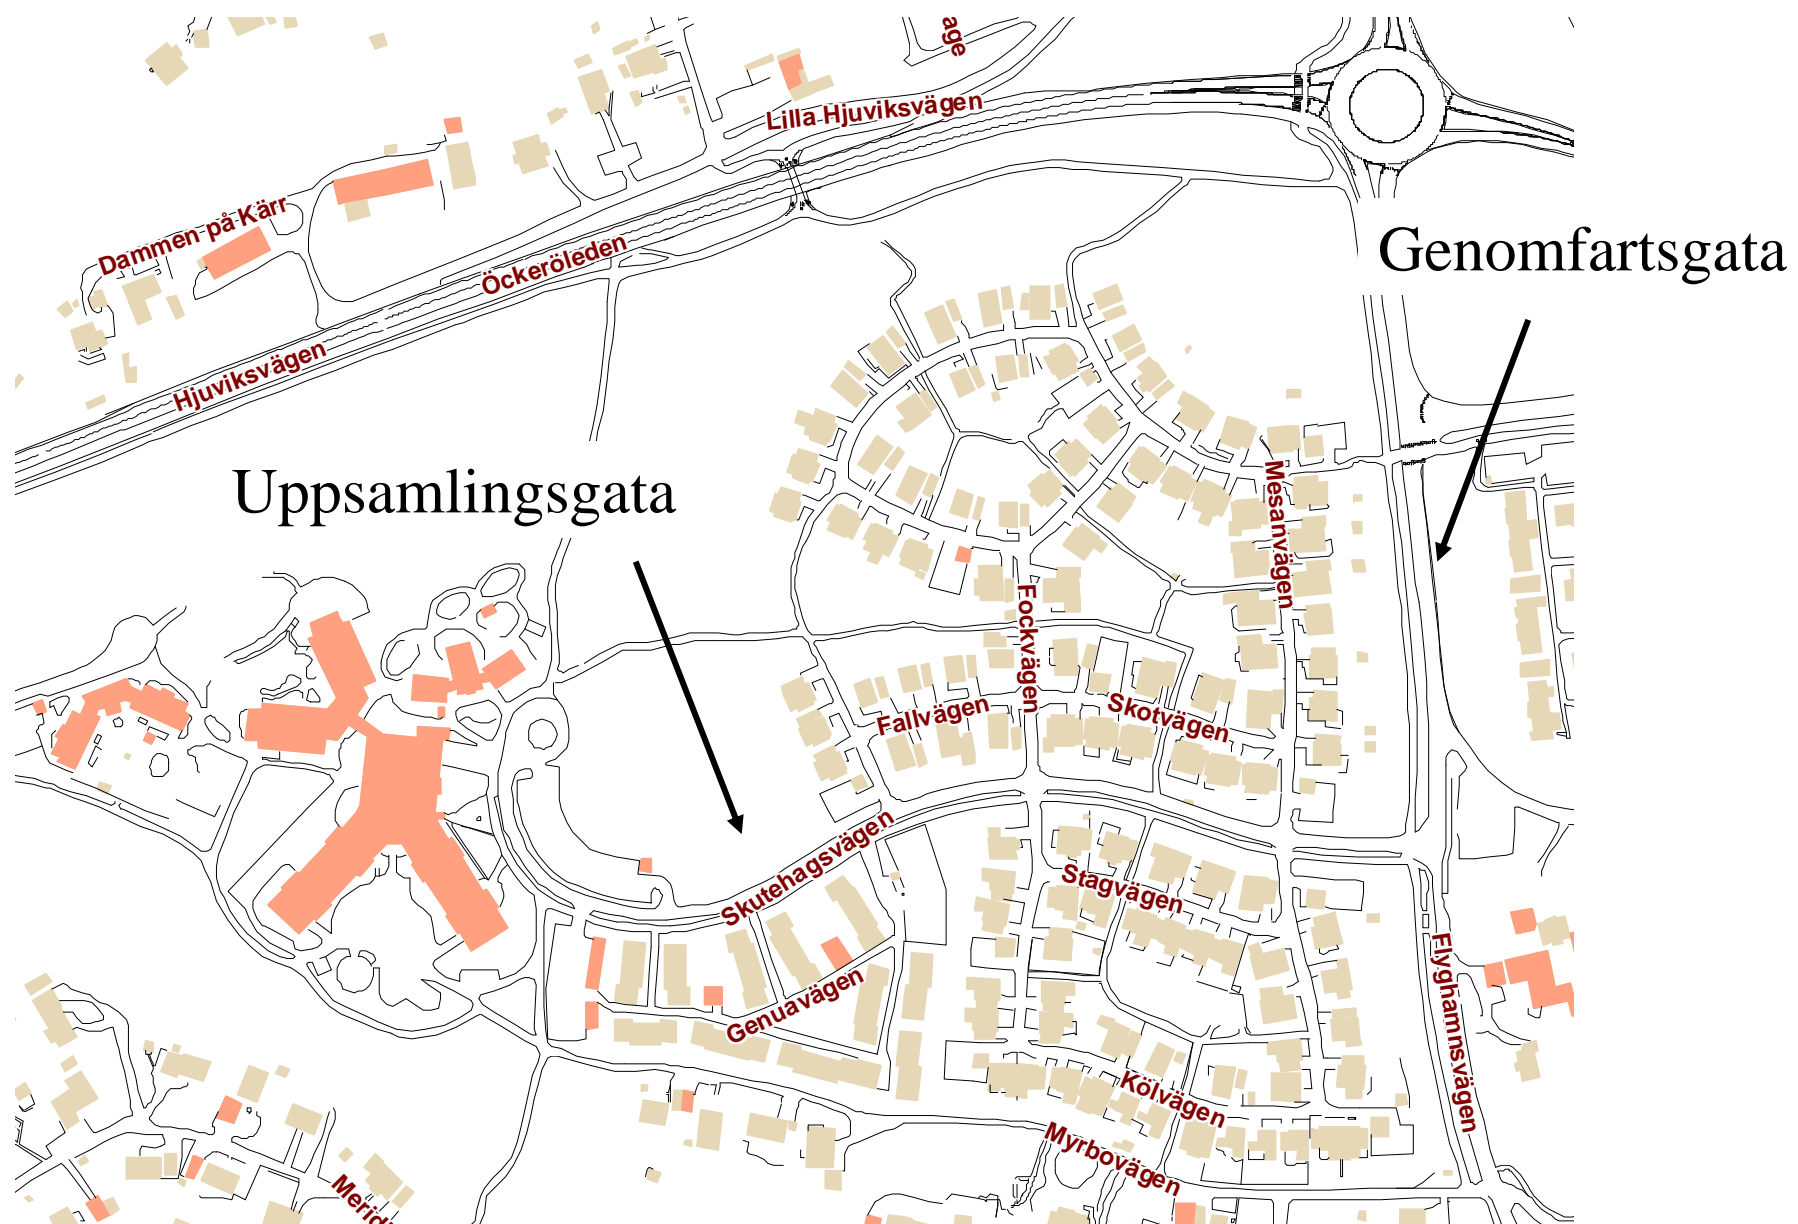 age
Lilla Hjuviksvägen
Dammen på Kärr
Öckeröleden
Genomfartsgata
Hjuviksvägen
Uppsamlingsgata
Mesanvägen
Fockvägen
Fallvägen
Skotvägen
Skutehagsvägen
Stagvägen
Flyghamnsvägen
Genuavägen
Kölvägen
Myrbovägen
Merid